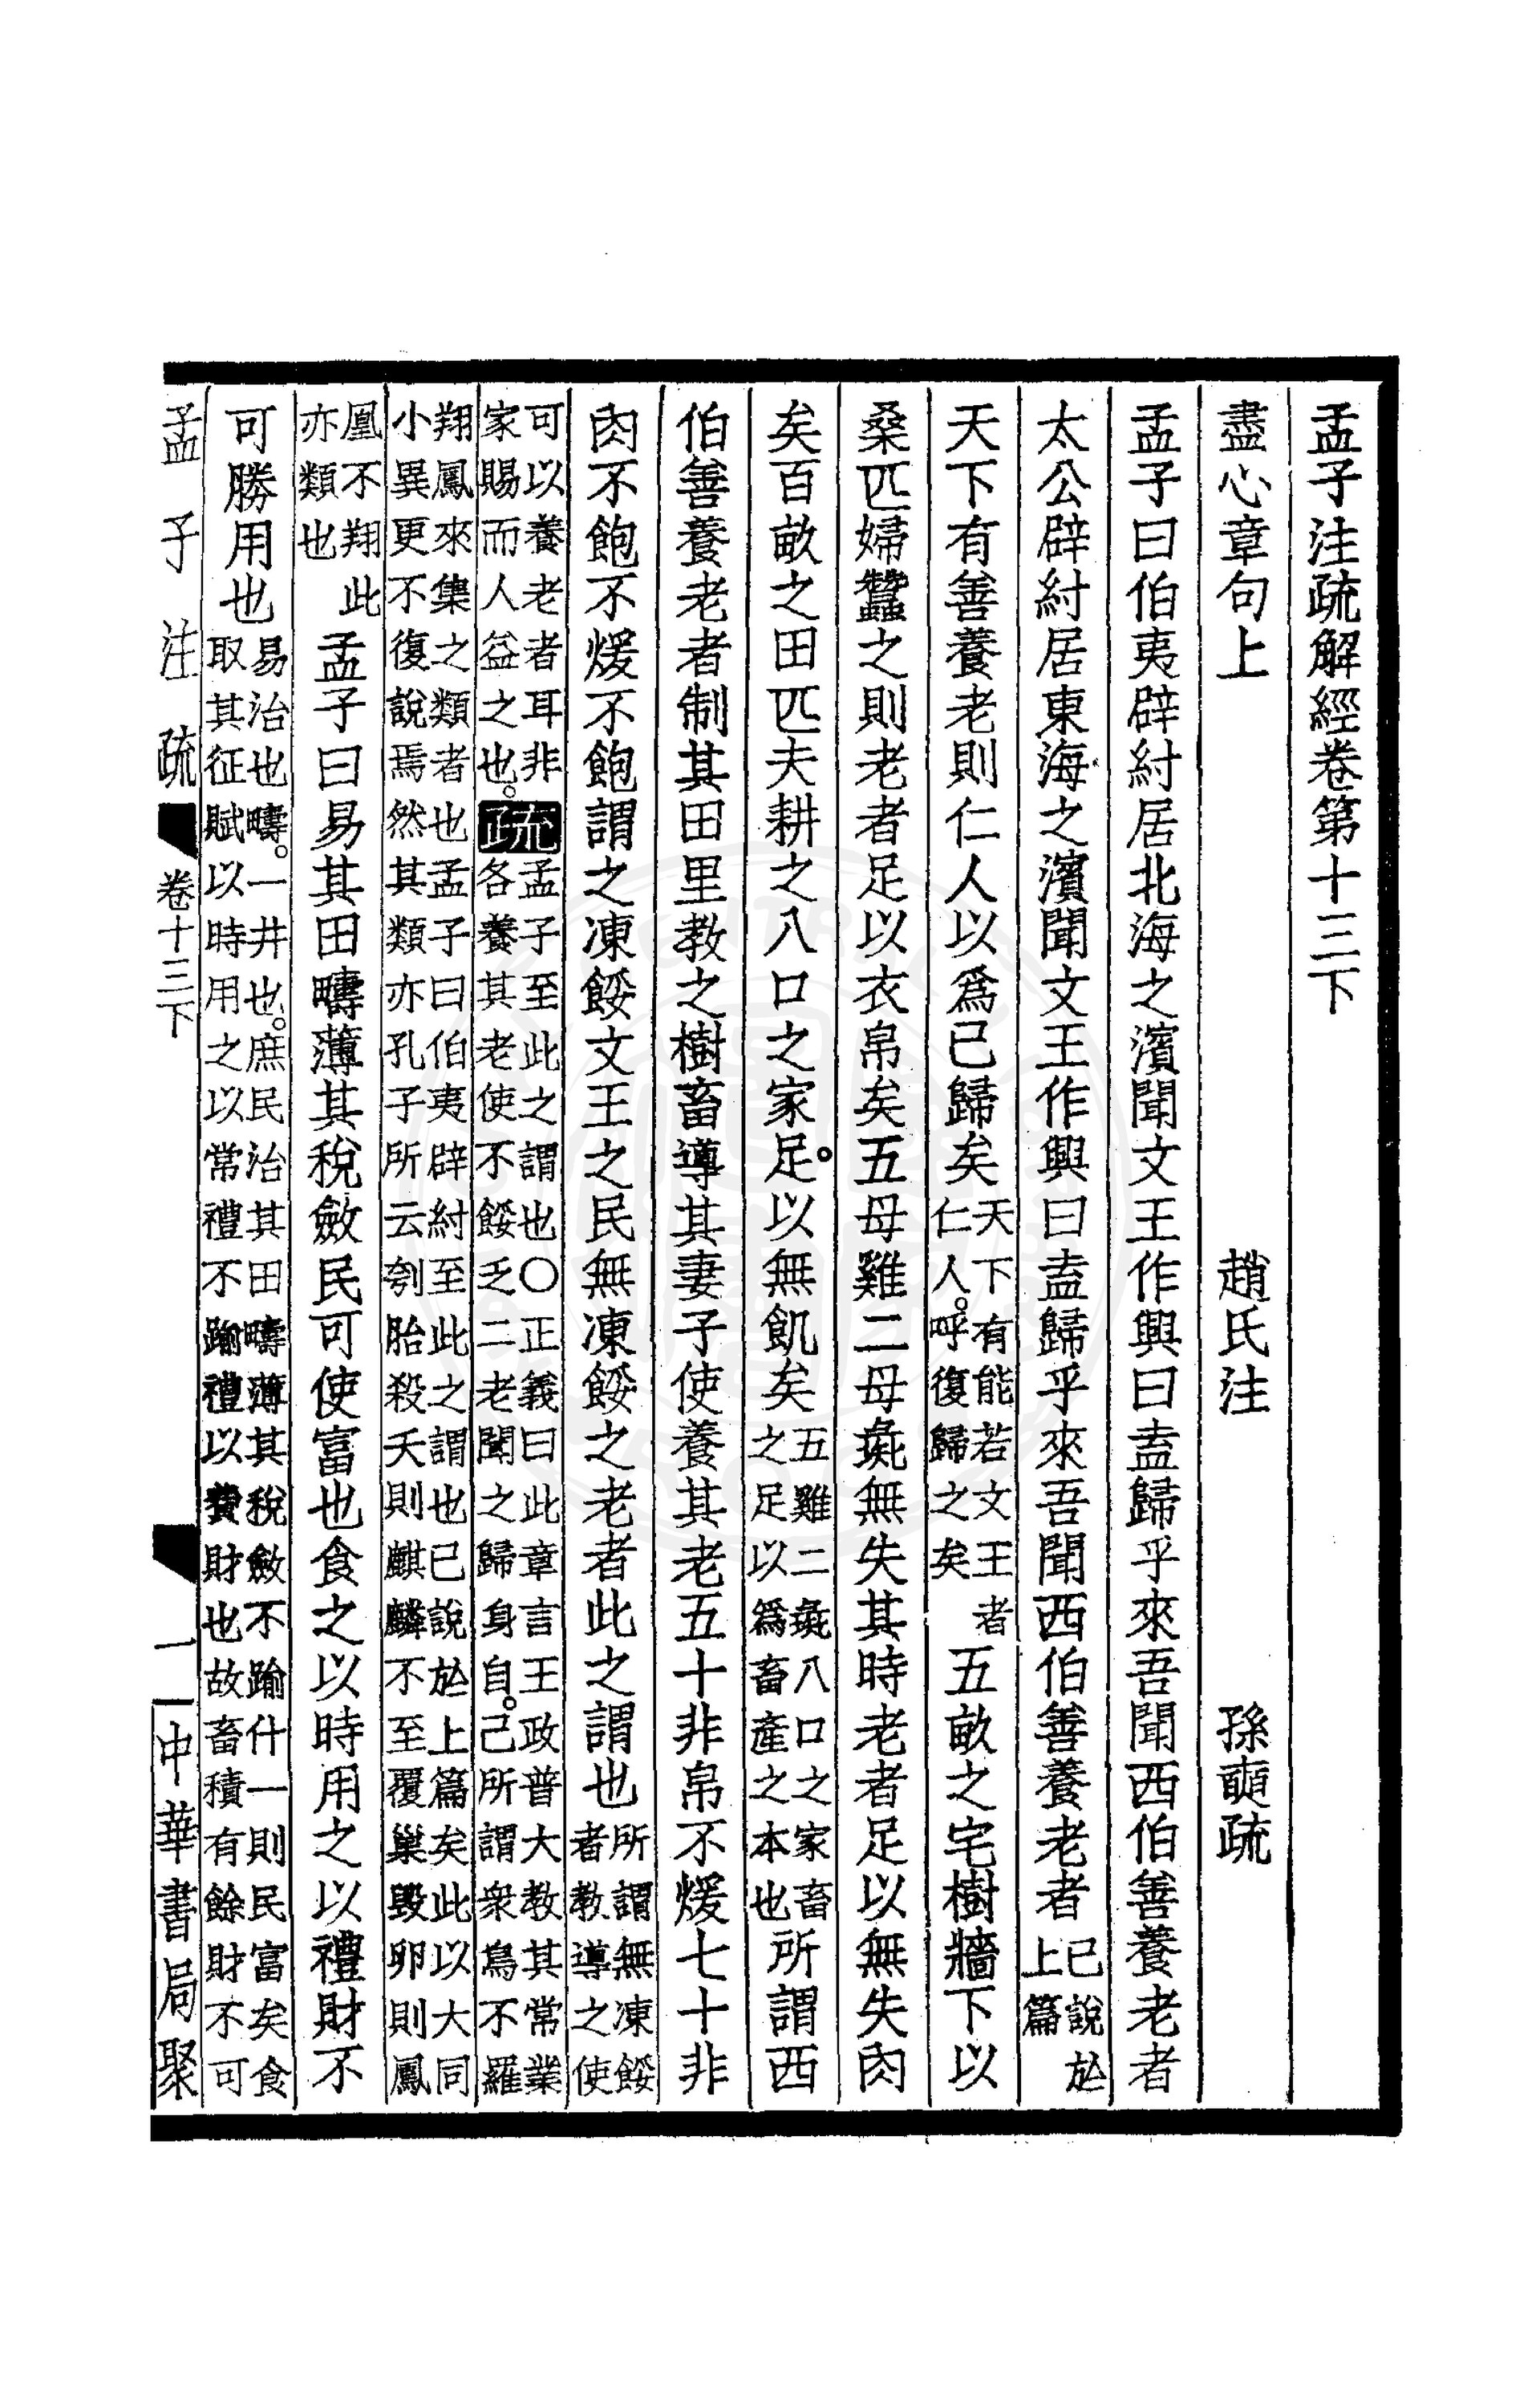 孟子注疏解經卷第十三下
盡心章句上 趙氏注 孫奭疏
孟子曰伯夷辟紂居北海之濱聞文王作興曰盍歸乎來吾聞西伯善養老者
太公辟紂居東海之濱聞文王作興曰盍歸乎來吾聞西伯善養老者已說於上篇
天下有善養老則仁人以爲己歸矣天下有能若文王者仁人呼復歸之矣五畝之宅樹牆下以
桑匹婦蠶之則老者足以衣帛矣五母雞二母彘無失其時老者足以無失肉
矣百畝之田匹夫耕之八口之家足以無飢矣五雞二彘八口之家畜之足以爲畜產之本也所謂西
伯善養老者制其田里教之樹畜導其妻子使養其老五十非帛不煖七十非
肉不飽不煖不飽謂之凍餒文王之民無凍餒之老者此之謂也所謂無凍餒者教導之使
可以養老者耳非家賜而人益之也。疏孟子至此之謂也○正義曰此章言王政普大教其常業各養其老使不餒乏二老聞之歸身自。己所謂衆鳥不羅
翔鳳來集之類者也孟子曰伯夷辟紂至此之謂也已說於上篇矣此以大同小異更不復說焉然其類亦孔子所云刳胎殺夭則麒麟不至覆巢毀卵則鳳
凰不翔此亦類也孟子曰易其田疇薄其稅斂民可使富也食之以時用之以禮財不
可勝用也易治也疇。一井也。庶民治其田疇薄其稅斂不踰什一則民富矣食取其征賦以時用之以常禮不踰禮以費財也故畜積有餘財不可
孟子注疏 卷十三下 一 中華書局聚